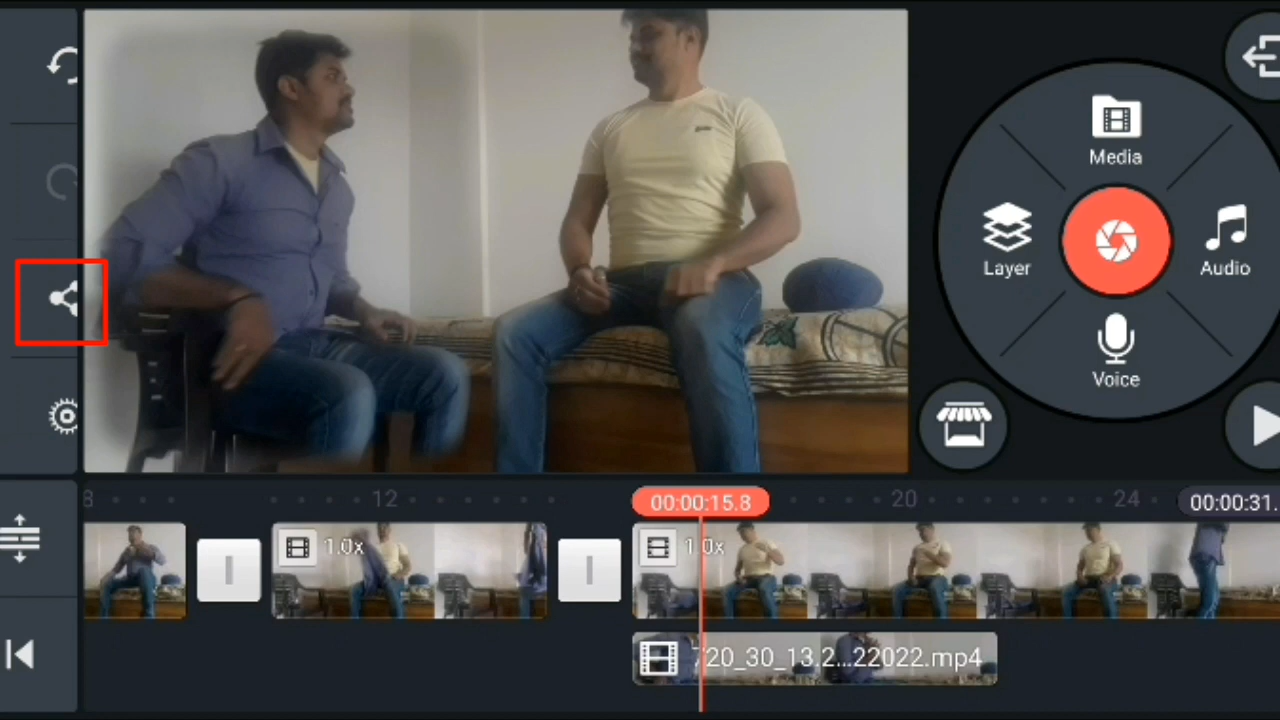 Media
Layer
Audio
Voice
8
12
00:00:15.8
20
24
00:00:31.
1.0x
1.0x
720_30_13.2...22022.mp4